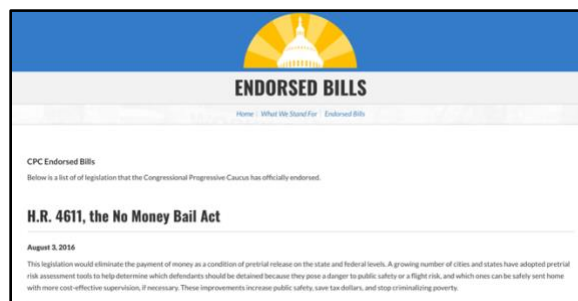 ENDORSED BILLS
Home | What We Stand For | Endorsed Bills
CPC Endorsed Bills
Below is a list of of legislation that the Congressional Progressive Caucus has officially endorsed.
H.R. 4611, the No Money Bail Act
August 3, 2016
This legislation would eliminate the payment of money as a condition of pretrial release on the state and federal levels. A growing number of cities and states have adopted pretrial
risk assessment tools to help determine which defendants should be detained because they pose a danger to public safety or a flight risk, and which ones can be safely sent home
with more cost-effective supervision, if necessary. These improvements increase public safety, save tax dollars, and stop criminalizing poverty.